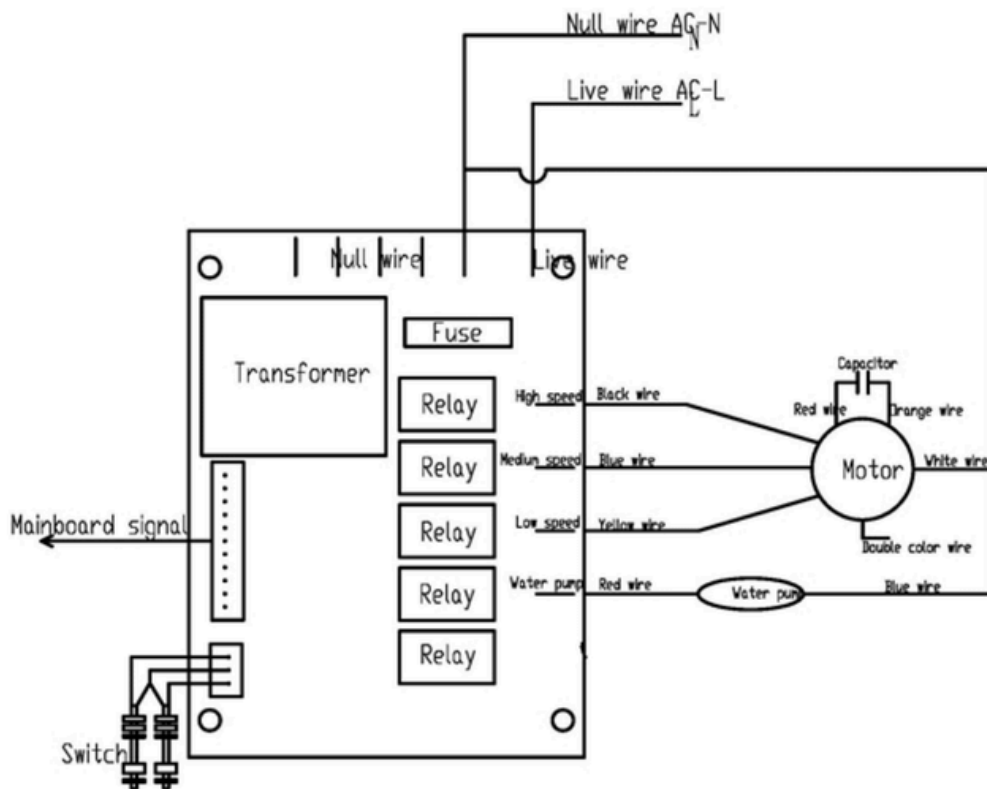 Null wire AC-N
N
Live wire AC-L
L
Null wire
Live wire
Fuse
Transformer
Capacitor
Relay
High speed
Black wire
Red wire
Orange wire
Relay
Medium speed
Blue wire
Motor
White wire
Mainboard signal
Relay
Low speed
Yellow wire
Double color wire
Relay
Water pump
Red wire
Water pum
Blue wire
Relay
Switch